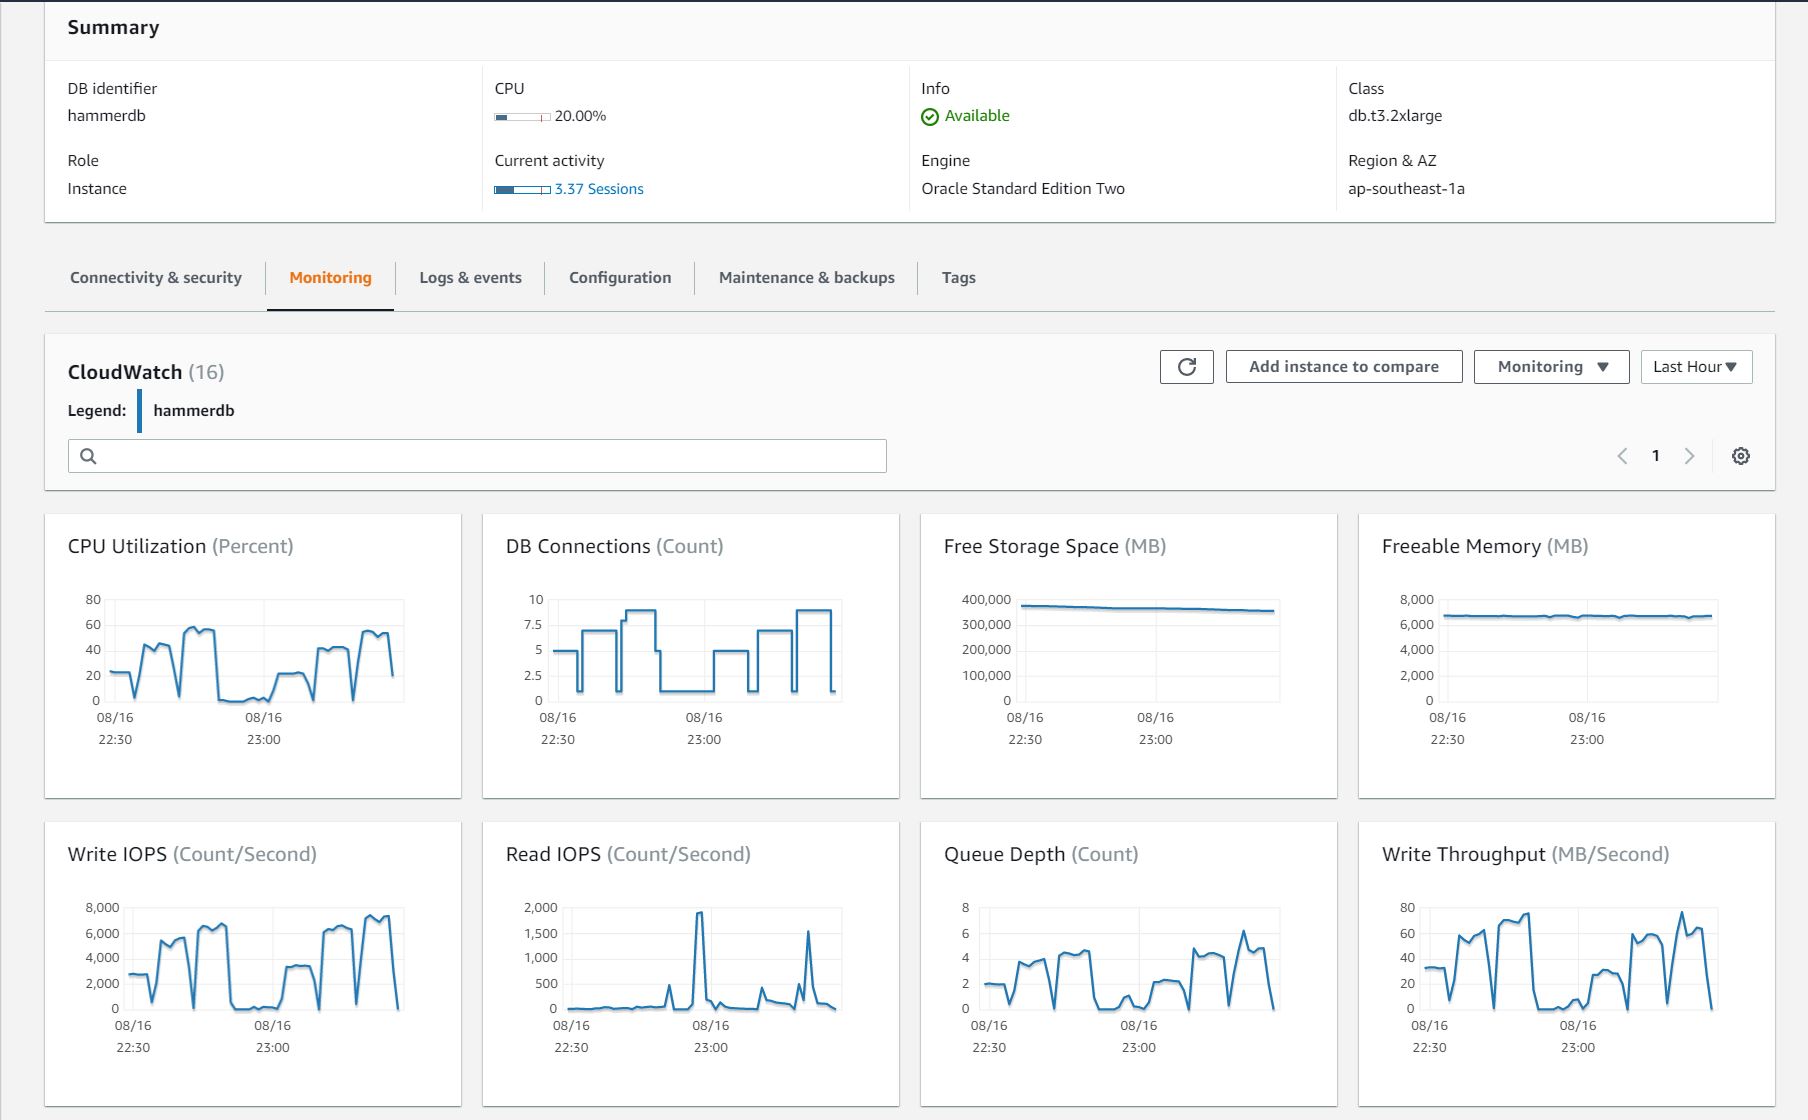 Summary
DB identifier
hammerdb
CPU
20.00%
Info
Available
Class
db.t3.2xlarge
Role
Instance
Current activity
3.37 Sessions
Engine
Oracle Standard Edition Two
Region & AZ
ap-southeast-1a
Connectivity & security
Monitoring
Logs & events
Configuration
Maintenance & backups
Tags
CloudWatch (16)
Add instance to compare
Monitoring
Last Hour
Legend:
hammerdb
1
CPU Utilization (Percent)
80
60
40
20
0
08/16
22:30
08/16
23:00
DB Connections (Count)
10
7.5
5
2.5
0
08/16
22:30
08/16
23:00
Free Storage Space (MB)
400,000
300,000
200,000
100,000
0
08/16
22:30
08/16
23:00
Freeable Memory (MB)
8,000
6,000
4,000
2,000
0
08/16
22:30
08/16
23:00
Write IOPS (Count/Second)
8,000
6,000
4,000
2,000
0
08/16
22:30
08/16
23:00
Read IOPS (Count/Second)
2,000
1,500
1,000
500
0
08/16
22:30
08/16
23:00
Queue Depth (Count)
8
6
4
2
0
08/16
22:30
08/16
23:00
Write Throughput (MB/Second)
80
60
40
20
0
08/16
22:30
08/16
23:00